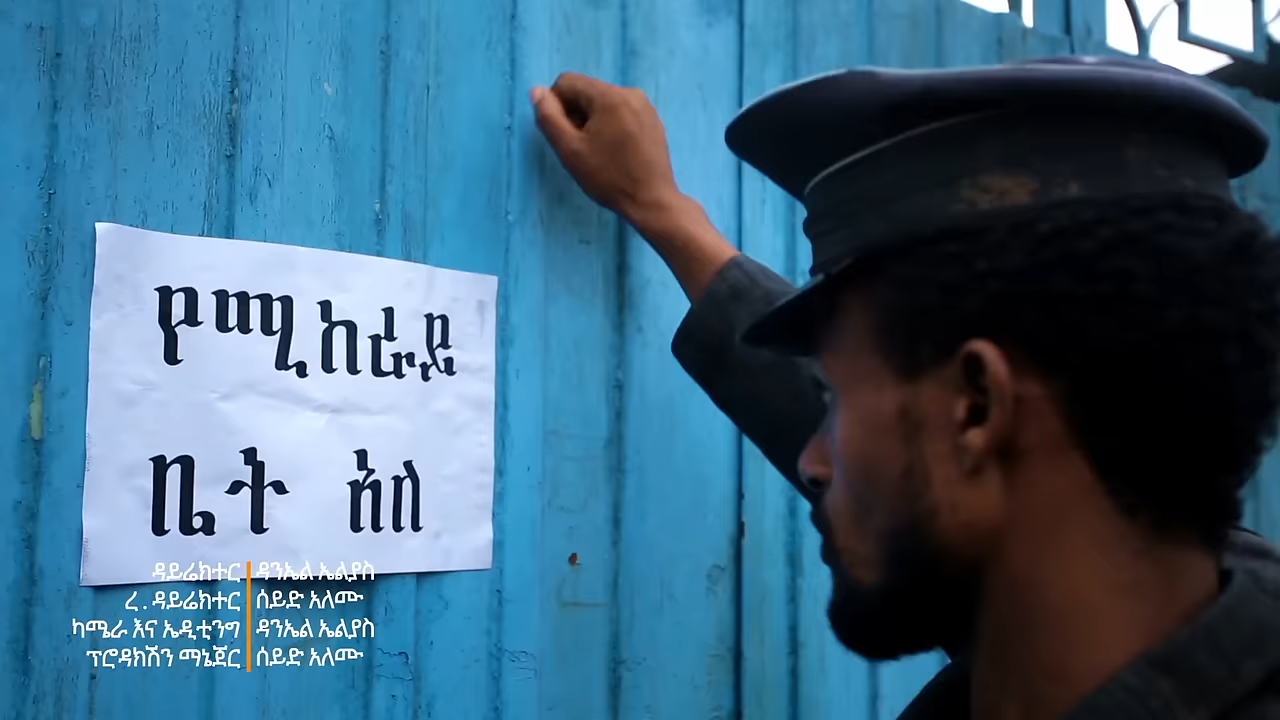 የሚከራይ
ቤት አለ
ዳይሬክተር ዳንኤል ኤልያስ
ረ.ዳይሬክተር ሰይድ አለሙ
ካሜራ እና ኤዲቲንግ ዳንኤል ኤልያስ
ፕሮዳክሽን ማኔጀር ሰይድ አለሙ